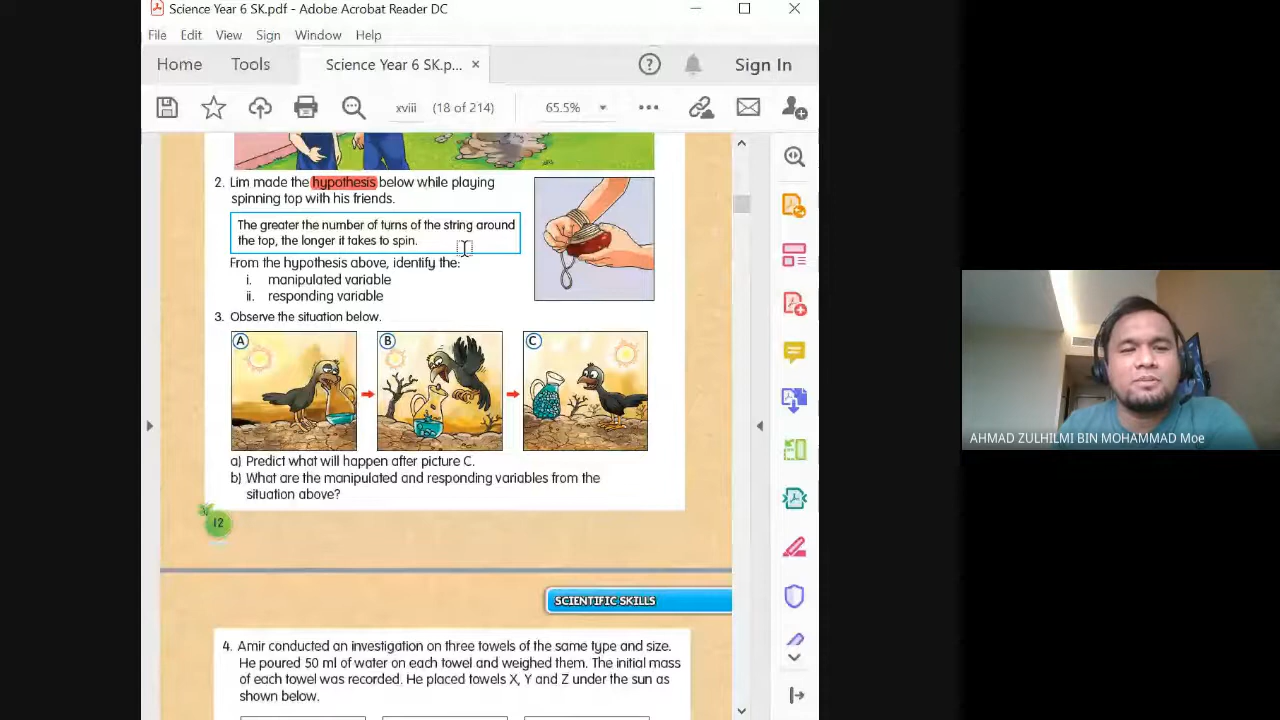 Science Year 6 SK.pdf - Adobe Acrobat Reader DC
File Edit View Sign Window Help
Home Tools Science Year 6 SK.p... × Sign In
xviii (18 of 214) 65.5%
2. Lim made the hypothesis below while playing
spinning top with his friends.
The greater the number of turns of the string around
the top, the longer it takes to spin.
From the hypothesis above, identify the:
i. manipulated variable
ii. responding variable
3. Observe the situation below.
A B C
a) Predict what will happen after picture C.
b) What are the manipulated and responding variables from the
situation above?
12
SCIENTIFIC SKILLS
4. Amir conducted an investigation on three towels of the same type and size.
He poured 50 ml of water on each towel and weighed them. The initial mass
of each towel was recorded. He placed towels X, Y and Z under the sun as
shown below.
AHMAD ZULHILMI BIN MOHAMMAD Moe